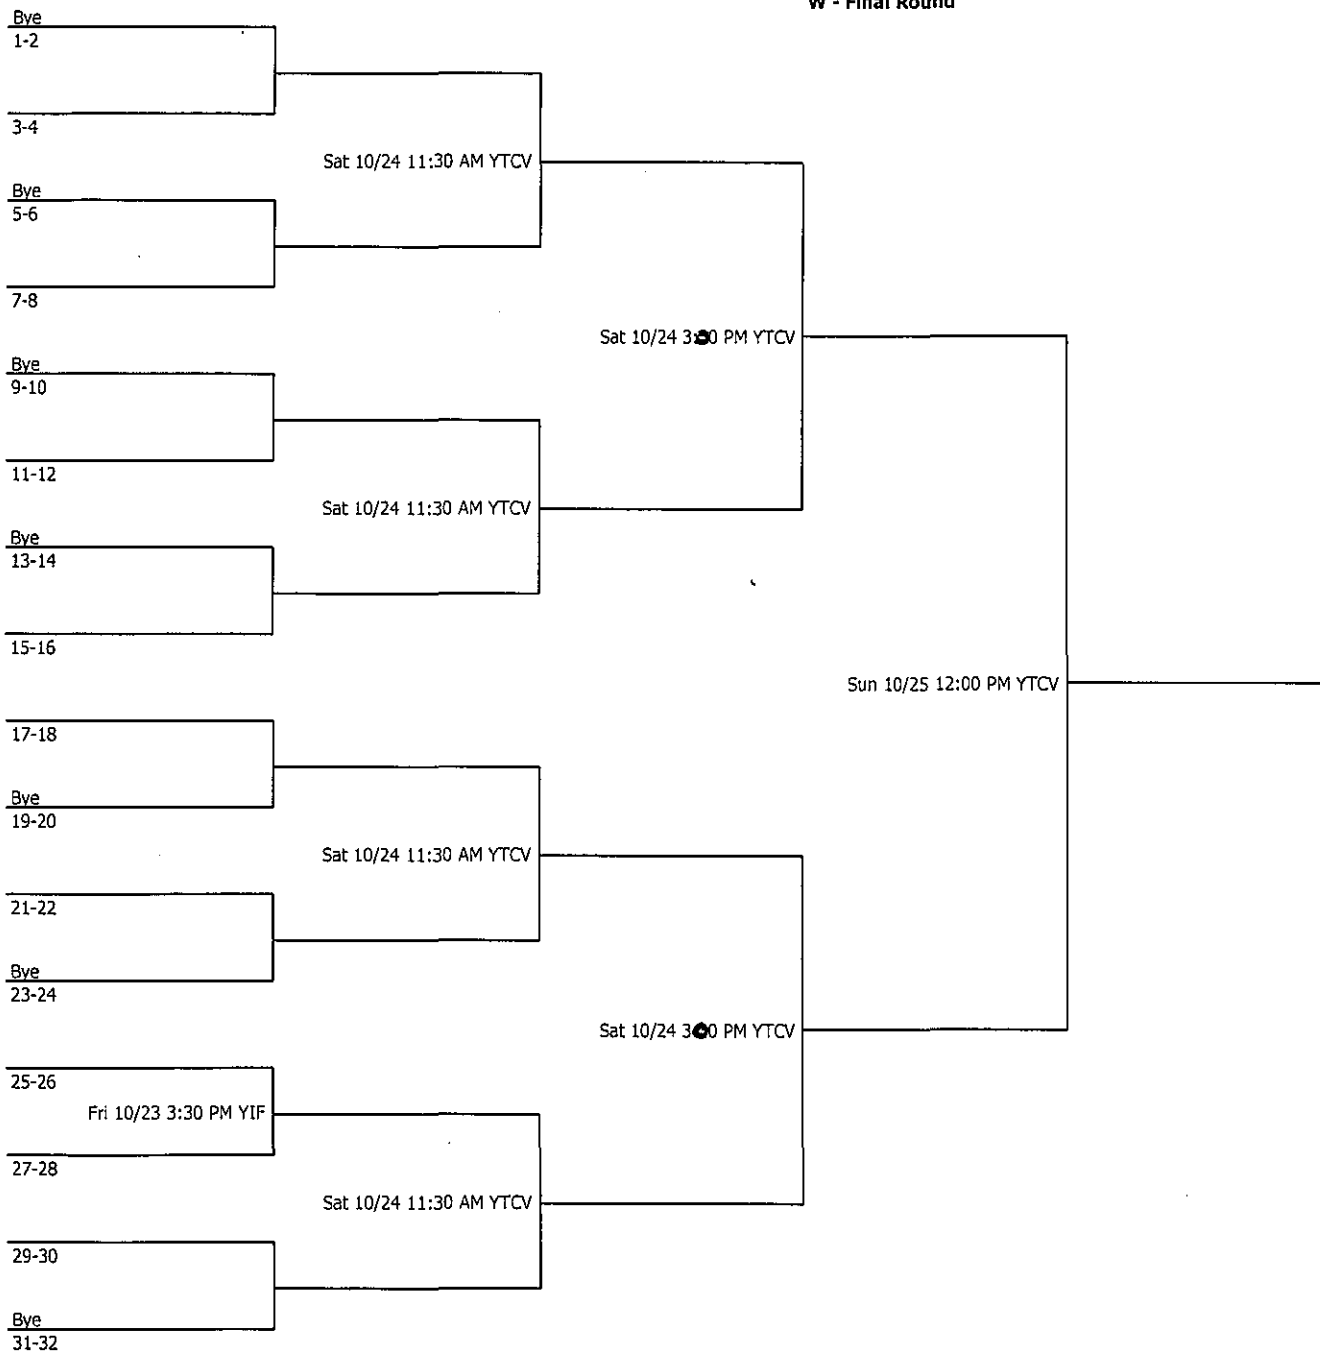 W - Final Round
Bye
1-2
3-4
Sat 10/24 11:30 AM YTCV
Bye
5-6
7-8
Sat 10/24 PM YTCV
Bye
9-10
11-12
Sat 10/24 11:30 AM YTCV
Bye
13-14
15-16
Sun 10/25 12:00 PM YTCV
17-18
Bye
19-20
Sat 10/24 11:30 AM YTCV
21-22
Bye
23-24
Sat 10/24 PM YTCV
25-26
Fri 10/23 3:30 PM YIF
27-28
Sat 10/24 11:30 AM YTCV
29-30
Bye
31-32